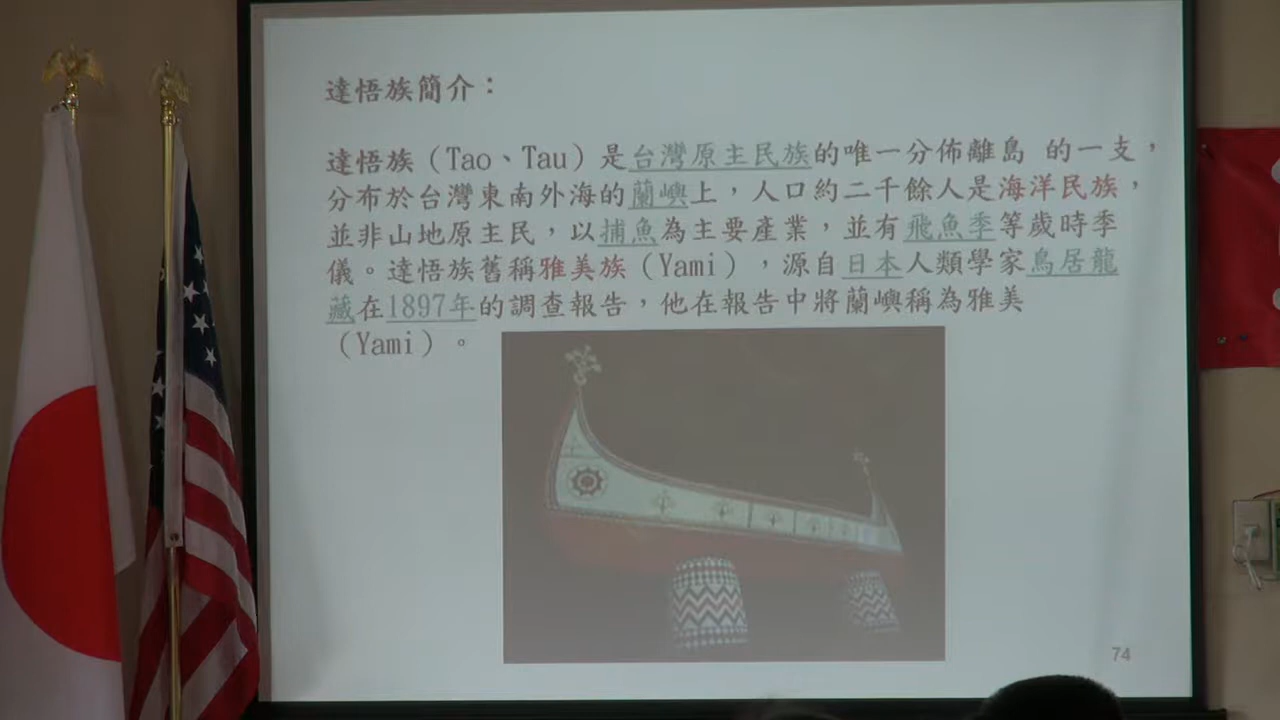 達悟族簡介：
達悟族（Tao、Tau）是台灣原主民族的唯一分佈離島 的一支，
分布於台灣東南外海的蘭嶼上，人口約二千餘人是海洋民族，
並非山地原主民，以捕魚為主要產業，並有飛魚季等歲時季
儀。達悟族舊稱雅美族（Yami），源自日本人類學家鳥居龍
藏在1897年的調查報告，他在報告中將蘭嶼稱為雅美
（Yami）。
74